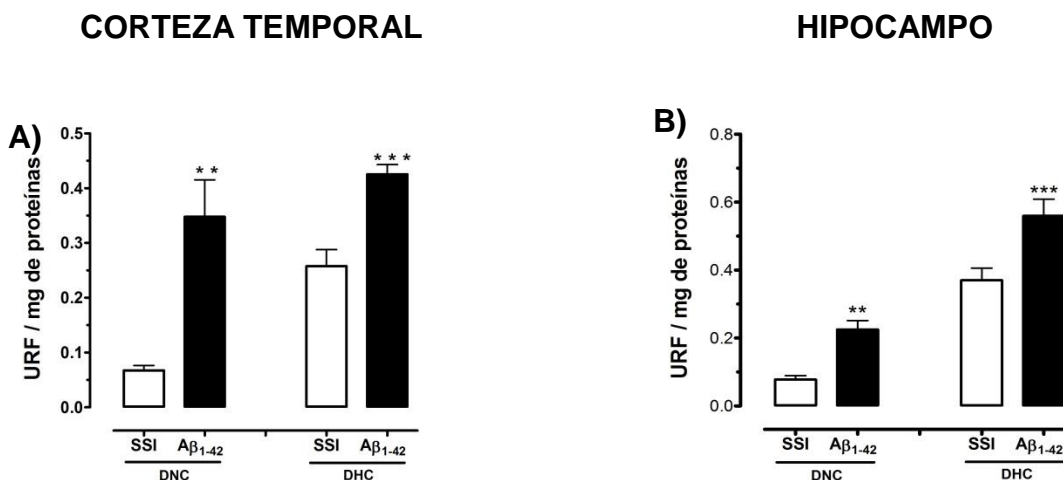 CORTEZA TEMPORAL
HIPOCAMPO
A)
URF / mg de proteínas
0.5
0.4
0.3
0.2
0.1
0.0
**
***
SSI Aβ1-42 SSI Aβ1-42
DNC DHC
B)
URF / mg de proteínas
0.8
0.6
0.4
0.2
0.0
**
***
SSI Aβ1-42 SSI Aβ1-42
DNC DHC